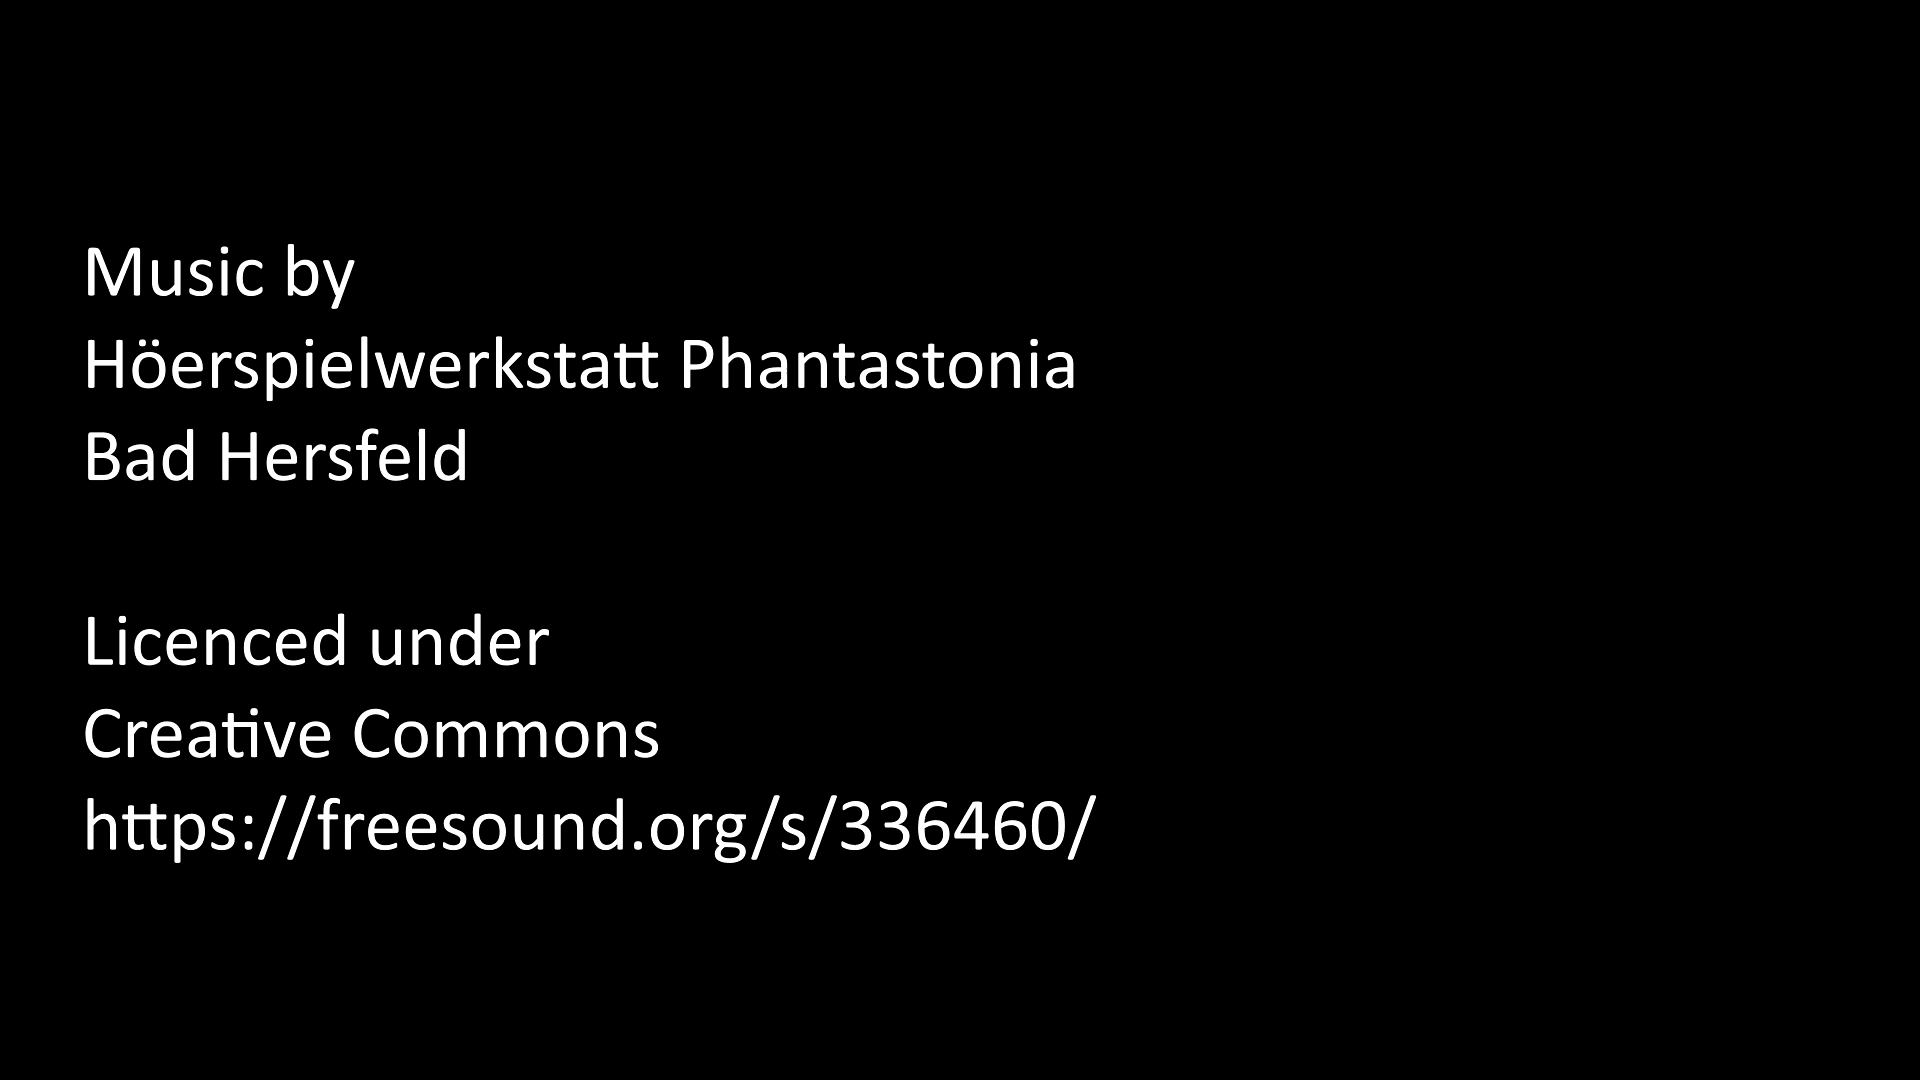 Music by
Höerspielwerkstatt Phantastonia
Bad Hersfeld
Licenced under
Creative Commons
https://freesound.org/s/336460/